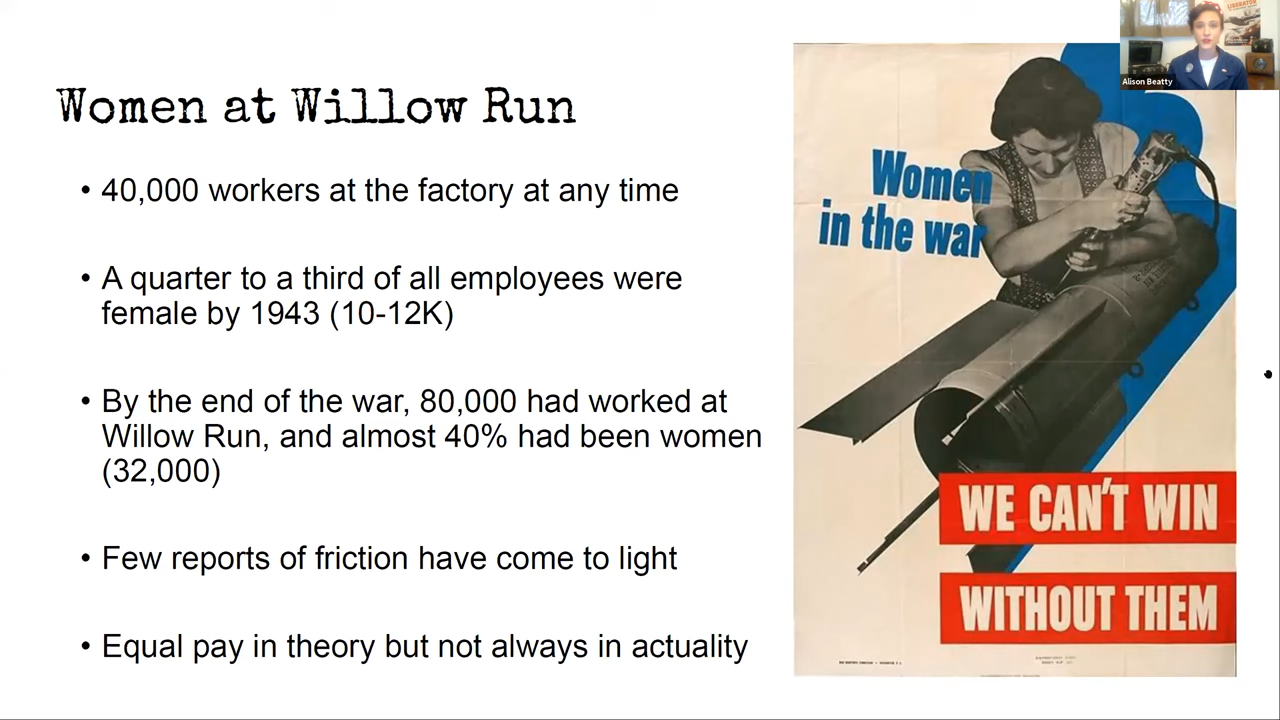 Women at Willow Run
• 40,000 workers at the factory at any time
• A quarter to a third of all employees were
female by 1943 (10-12K)
• By the end of the war, 80,000 had worked at
Willow Run, and almost 40% had been women
(32,000)
• Few reports of friction have come to light
• Equal pay in theory but not always in actuality
Women
in the war
WE CAN'T WIN
WITHOUT THEM
LIBERATOR
Alison Beatty